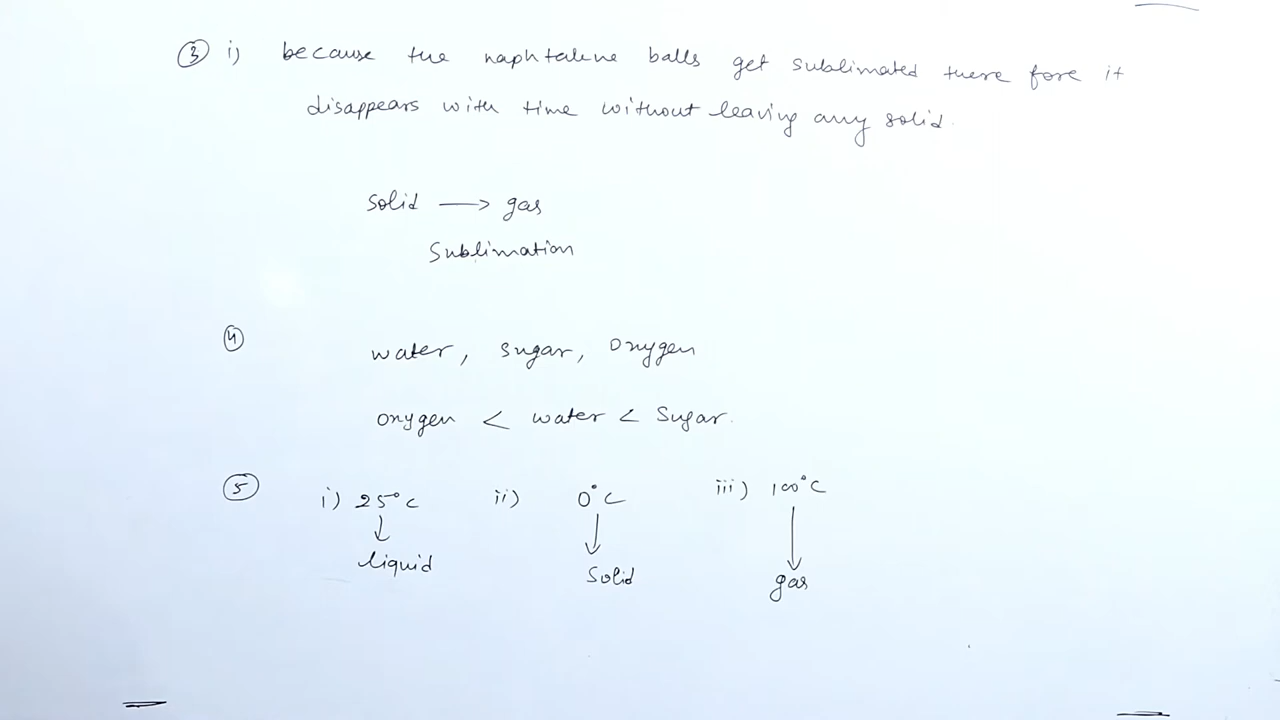 ③ i) because the naphtalene balls get sublimated there fore it
disappears with time without leaving any solid.
solid → gas
Sublimation
④ water, sugar, oxygen
oxygen < water < Sugar.
⑤ i) 25°C ii) 0°C iii) 100°C
↓ ↓ ↓
liquid Solid gas